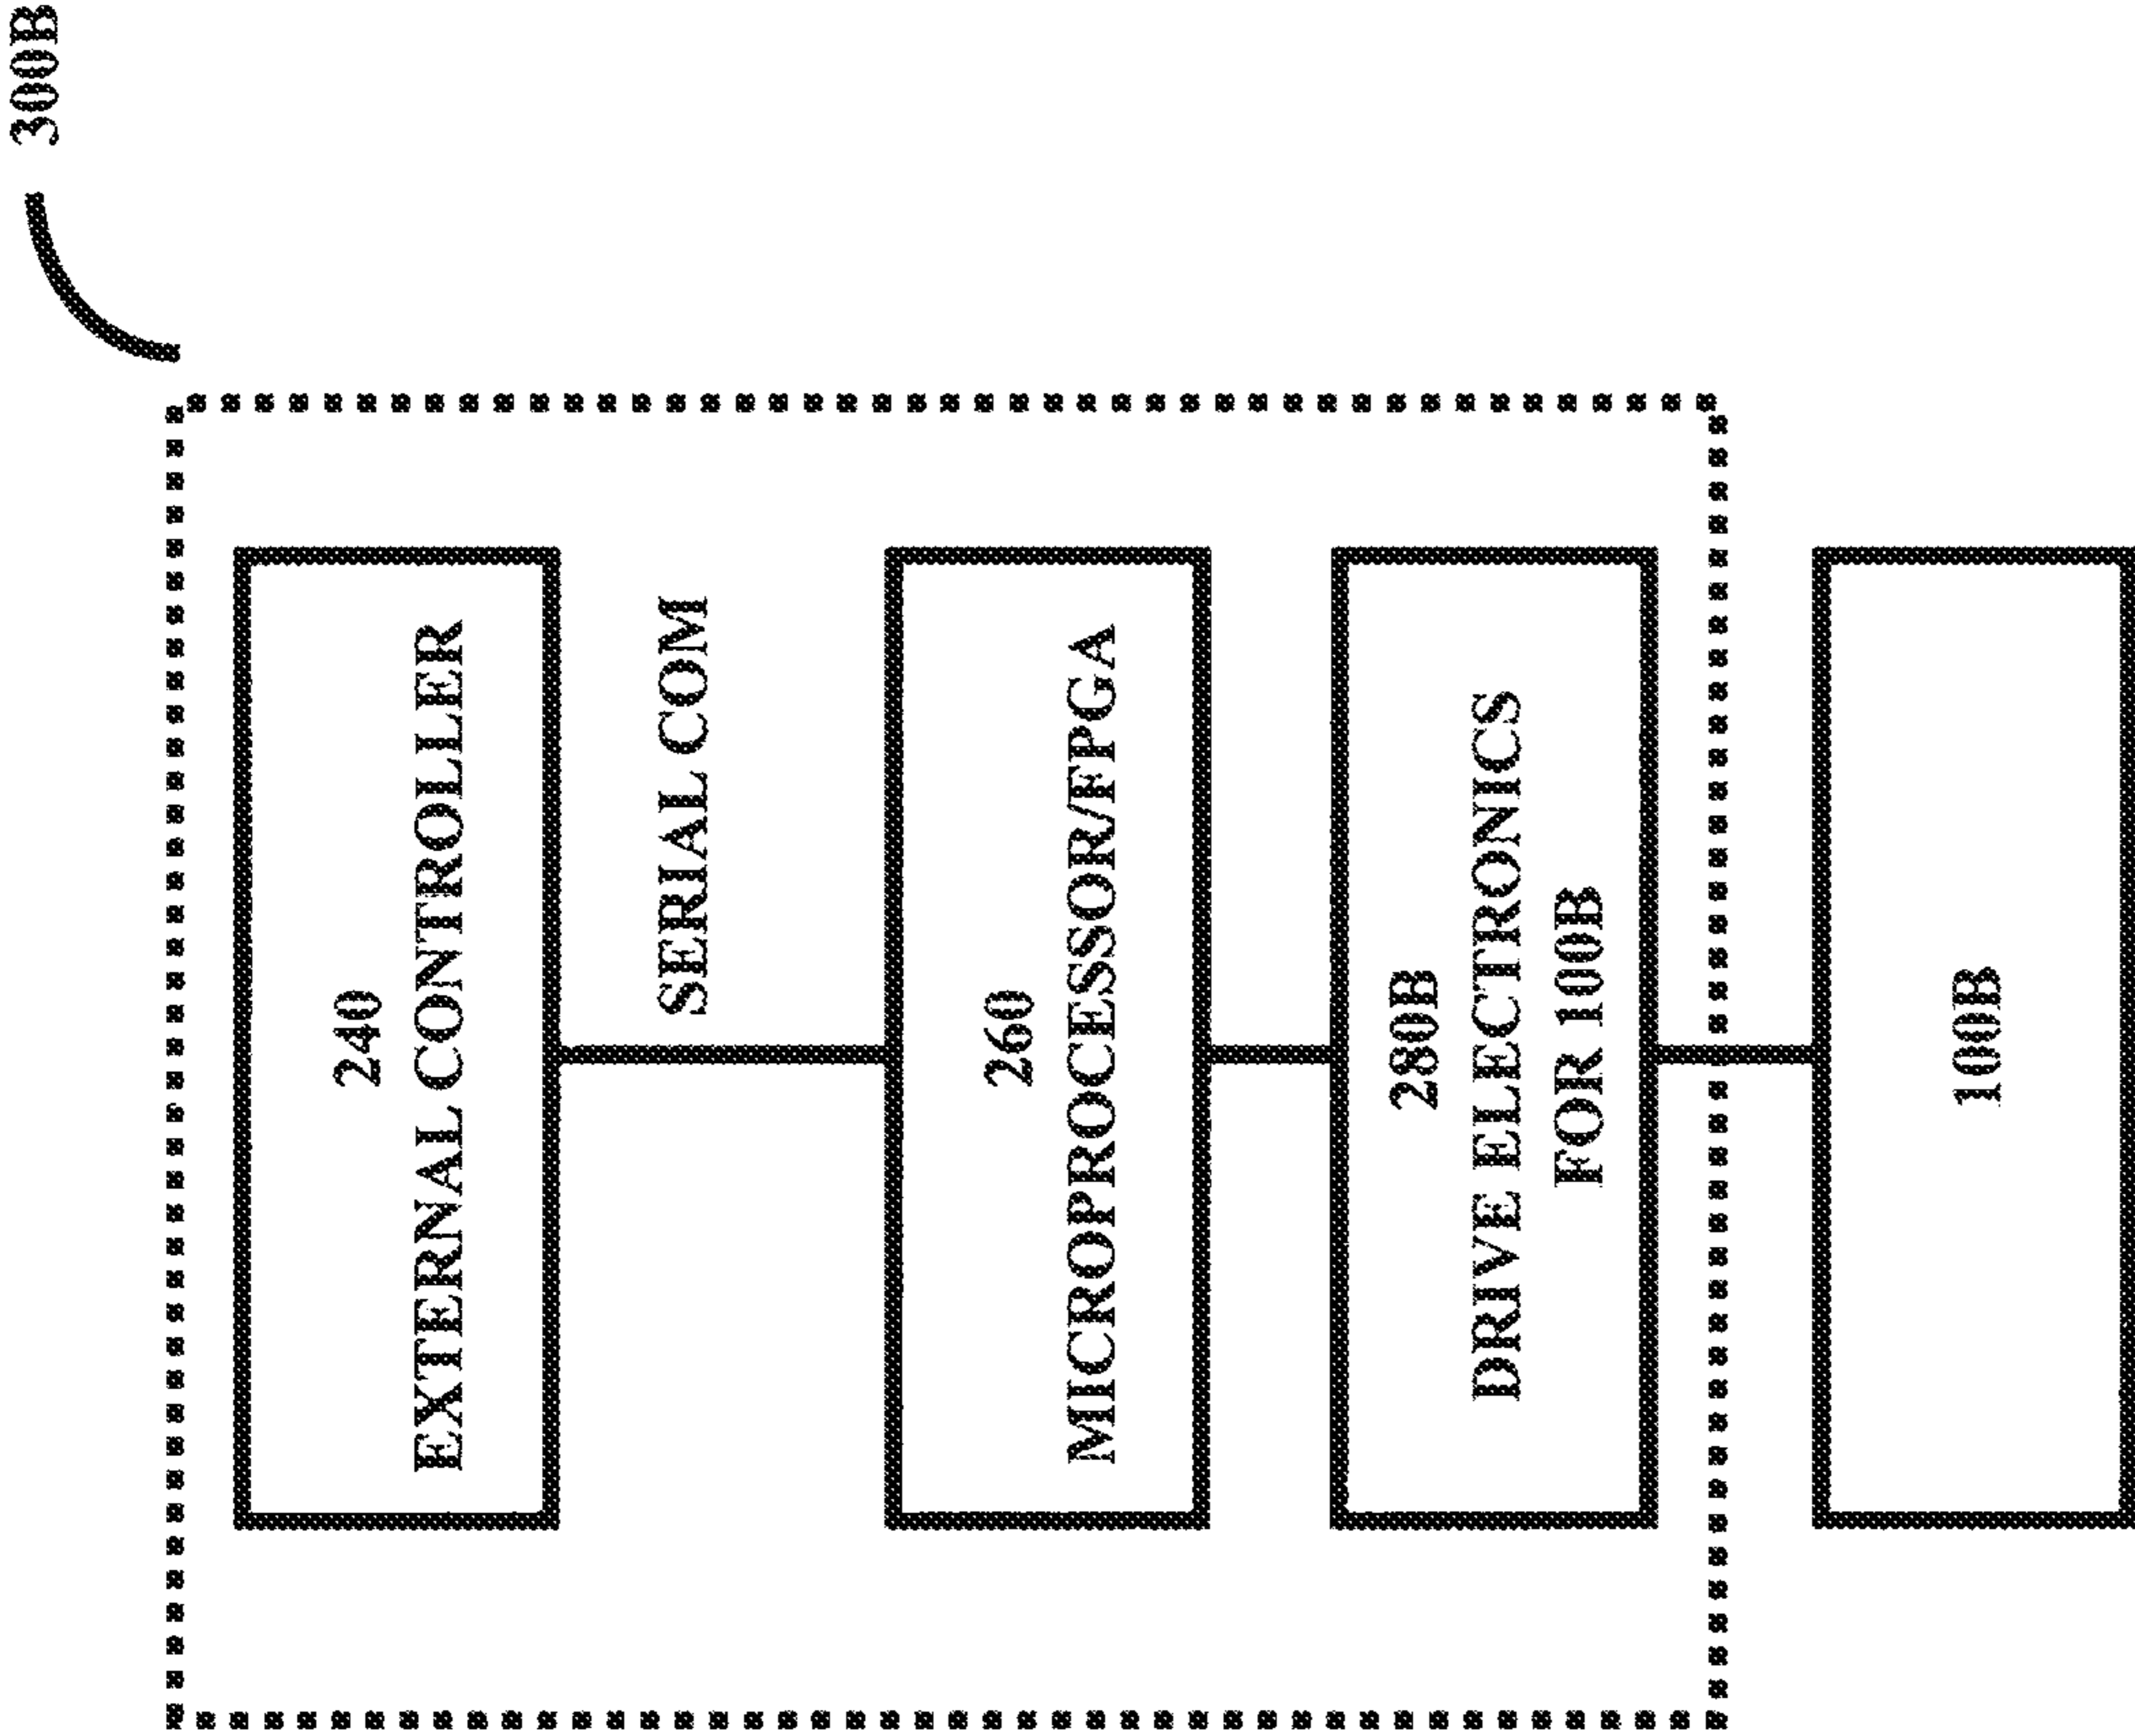 300B
240
EXTERNAL CONTROLLER
SERIAL COM
260
MICROPROCESSOR/FPGA
280B
DRIVE ELECTRONICS
FOR 100B
100B